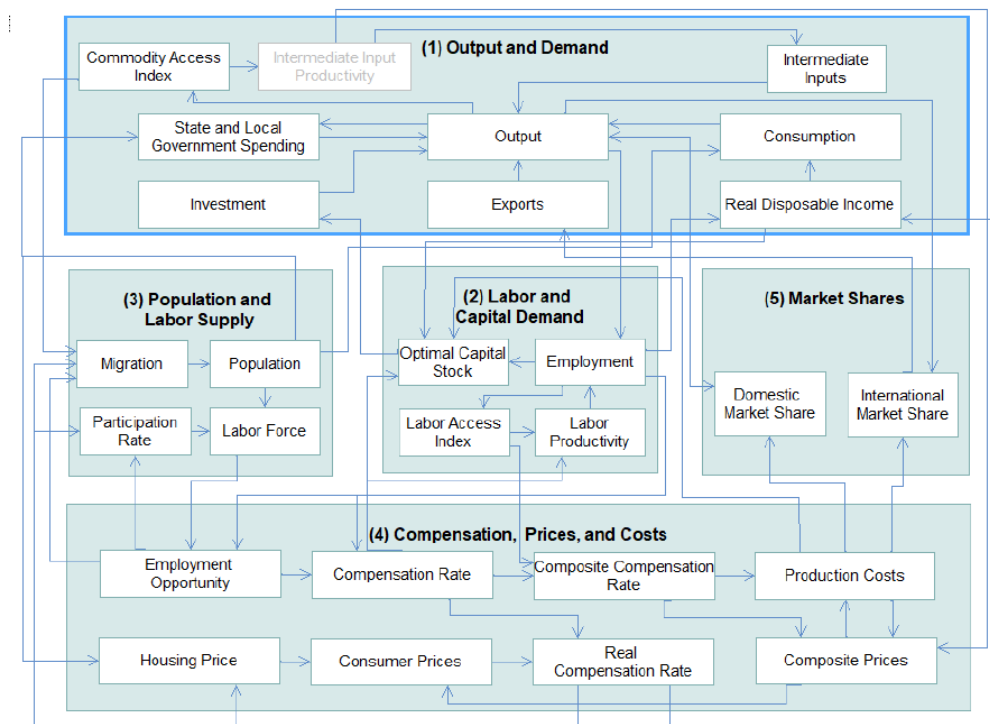 (1) Output and Demand
Commodity Access
Index
Intermediate Input
Productivity
Intermediate
Inputs
State and Local
Government Spending
Output
Consumption
Investment
Exports
Real Disposable Income
(3) Population and
Labor Supply
Migration
Population
Participation
Rate
Labor Force
(2) Labor and
Capital Demand
Optimal Capital
Stock
Employment
Labor Access
Index
Labor
Productivity
(5) Market Shares
Domestic
Market Share
International
Market Share
(4) Compensation, Prices, and Costs
Employment
Opportunity
Compensation Rate
Composite Compensation
Rate
Production Costs
Housing Price
Consumer Prices
Real
Compensation Rate
Composite Prices